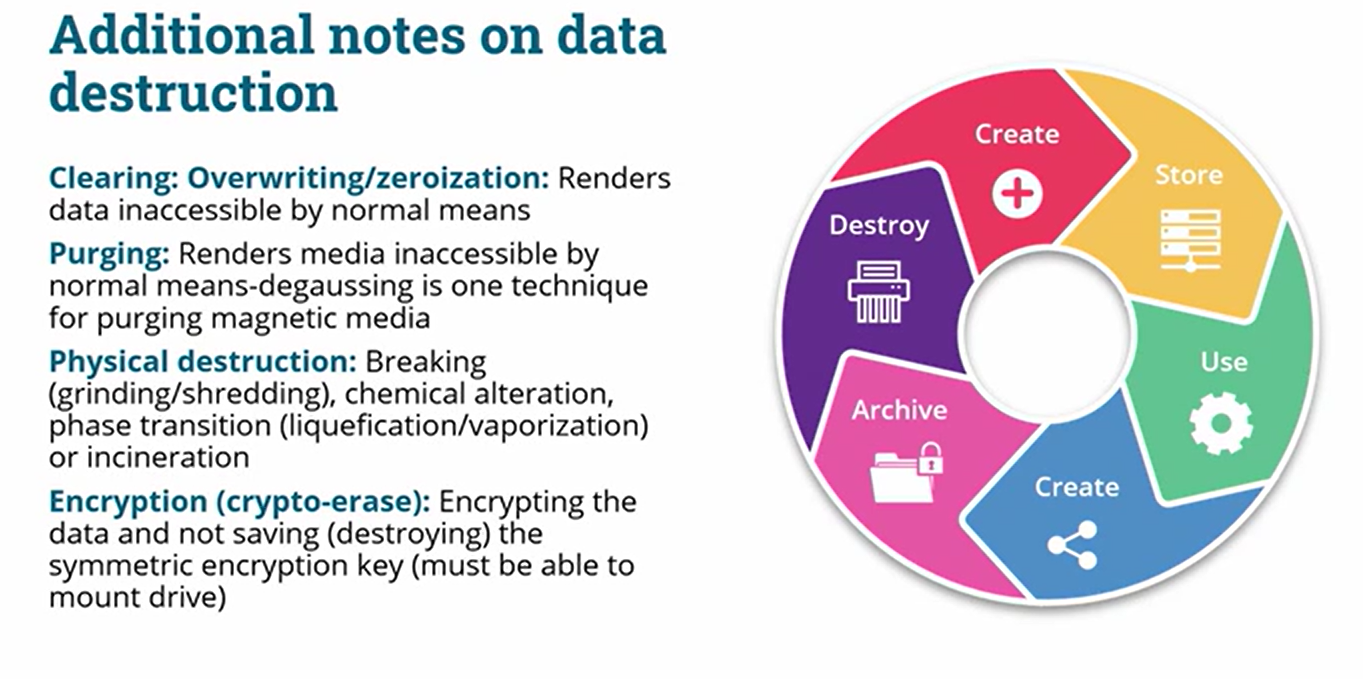 Additional notes on data
destruction
Clearing: Overwriting/zeroization: Renders
data inaccessible by normal means
Purging: Renders media inaccessible by
normal means-degaussing is one technique
for purging magnetic media
Physical destruction: Breaking
(grinding/shredding), chemical alteration,
phase transition (liquefication/vaporization)
or incineration
Encryption (crypto-erase): Encrypting the
data and not saving (destroying) the
symmetric encryption key (must be able to
mount drive)
Create
Store
Use
Create
Archive
Destroy